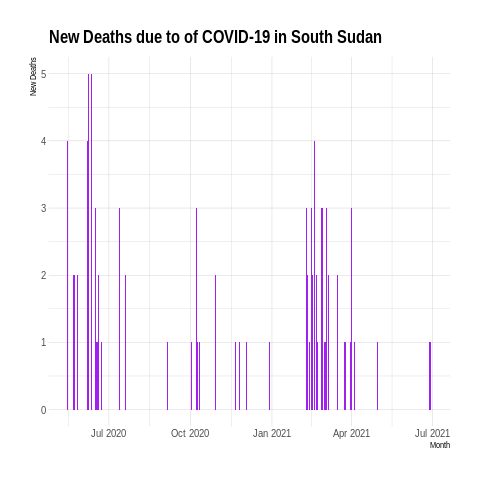 New Deaths due to of COVID-19 in South Sudan
New Deaths
5
4
3
2
1
0
Jul 2020 Oct 2020 Jan 2021 Apr 2021 Jul 2021
Month